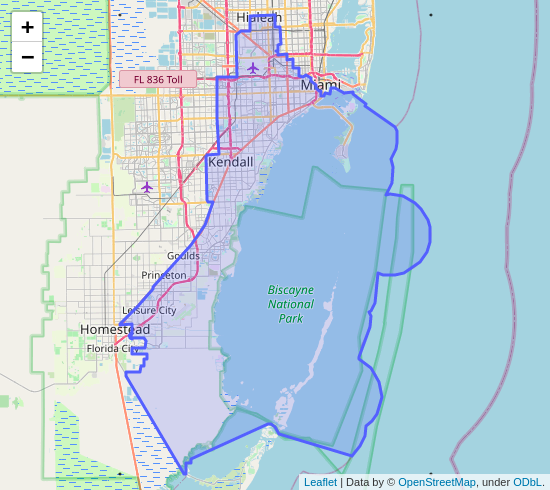 Hialeah
+
−
FL 836 Toll
Miami
Kendall
Goulds
Princeton
Biscayne
National
Park
Leisure City
Homestead
Florida City
Leaflet | Data by © OpenStreetMap, under ODbL.